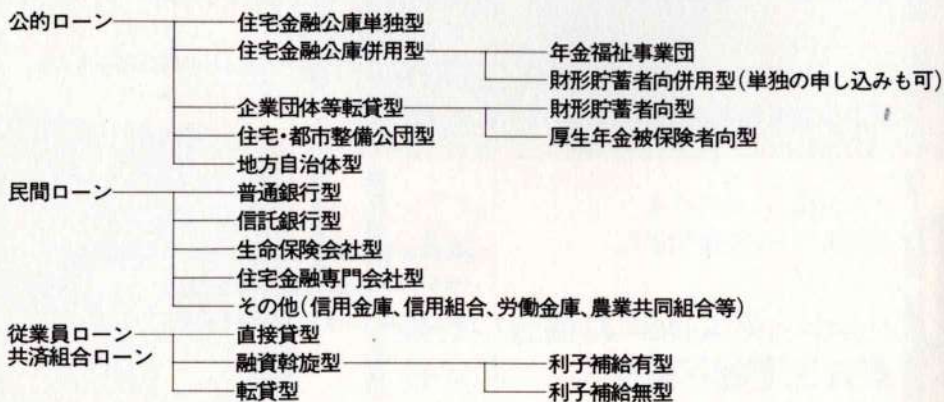 公的ローン 住宅金融公庫単独型
住宅金融公庫併用型 年金福祉事業団
財形貯蓄者向併用型(単独の申し込みも可)
企業団体等転貸型 財形貯蓄者向型
住宅・都市整備公団型 厚生年金被保険者向型
地方自治体型
民間ローン 普通銀行型
信託銀行型
生命保険会社型
住宅金融専門会社型
その他(信用金庫、信用組合、労働金庫、農業共同組合等)
従業員ローン 直接貸型
共済組合ローン 融資斡旋型 利子補給有型
転貸型 利子補給無型